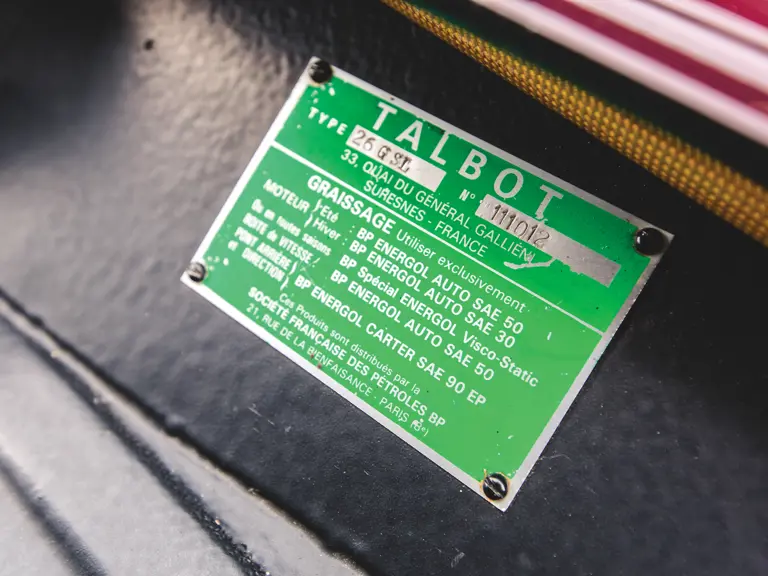 TALBOT
TYPE 26 GSL N° 111012
33, QUAI DU GÉNÉRAL GALLIÉNI
SURESNES - FRANCE
GRAISSAGE Utiliser exclusivement :
MOTEUR Été : BP ENERGOL AUTO SAE 50
Hiver : BP ENERGOL AUTO SAE 30
Ou en toutes saisons BP Spécial ENERGOL Visco-Static
BOITE de VITESSE / BP ENERGOL AUTO SAE 50
PONT ARRIÈRE
et DIRECTION BP ENERGOL CARTER SAE 90 EP
Ces Produits sont distribués par la
SOCIÉTÉ FRANÇAISE DES PÉTROLES BP
21, RUE DE LA BIENFAISANCE - PARIS (8e)